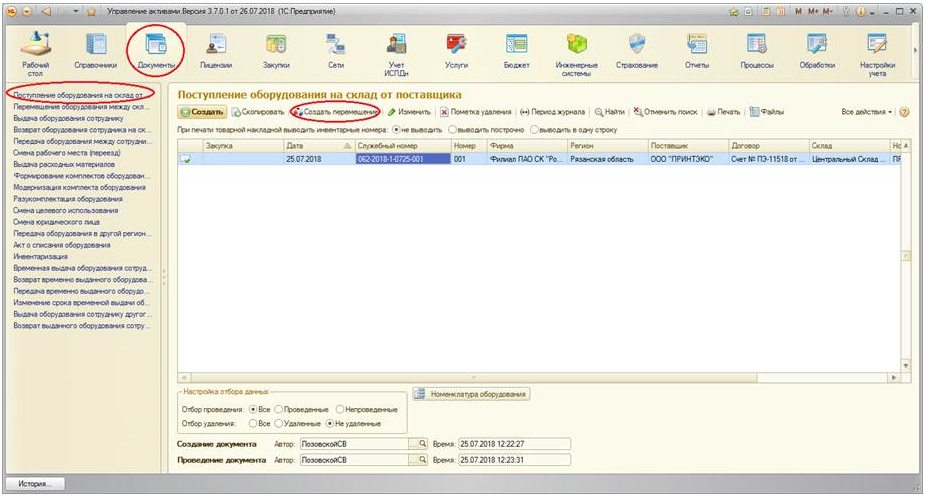 Управление активами.Версия 3.7.0.1 от 26.07.2018 (1С:Предприятие)
M M+ M-
Рабочий стол
Справочники
Документы
Лицензии
Закупки
Сети
Учет ИСПДн
Услуги
Бюджет
Инженерные системы
Страхование
Отчеты
Процессы
Обработки
Настройки учета
Поступление оборудования на склад от
Перемещение оборудования между скл...
Выдача оборудования сотруднику
Возврат оборудования сотрудника на ск...
Передача оборудования между сотрудни...
Смена рабочего места (переезд)
Выдача расходных материалов
Формирование комплектов оборудован...
Модернизация комплекта оборудования
Разукомплектация оборудования
Смена целевого использования
Смена юридического лица
Передача оборудования в другой регион...
Акт о списания оборудования
Инвентаризация
Временная выдача оборудования сотруд...
Возврат временно выданного оборудова...
Передача временно выданного оборудо...
Изменение срока временной выдачи об...
Выдача оборудования сотруднику другог...
Возврат выданного оборудования сотру...
Поступление оборудования на склад от поставщика
Создать Скопировать Создать перемещение Изменить Пометка удаления Период журнала Найти Отменить поиск Печать Файлы Все действия
При печати товарной накладной выводить инвентарные номера: не выводить выводить построчно выводить в одну строку
Закупка Дата Служебный номер Номер Фирма Регион Поставщик Договор Склад Нс
25.07.2018 062-2018-1-0725-001 001 Филиал ПАО СК "Ро... Рязанская область ООО "ПРИНТЭКО" Счет № ПЭ-11518 от ... Центральный Склад ... ПР
Настройка отбора данных
Номенклатура оборудования
Отбор проведения: Все Проведенные Непроведенные
Отбор удаления: Все Удаленные Не удаленные
Создание документа Автор: ПозовскойСВ ... Время: 25.07.2018 12:22:27
Проведение документа Автор: ПозовскойСВ ... Время: 25.07.2018 12:23:31
История...